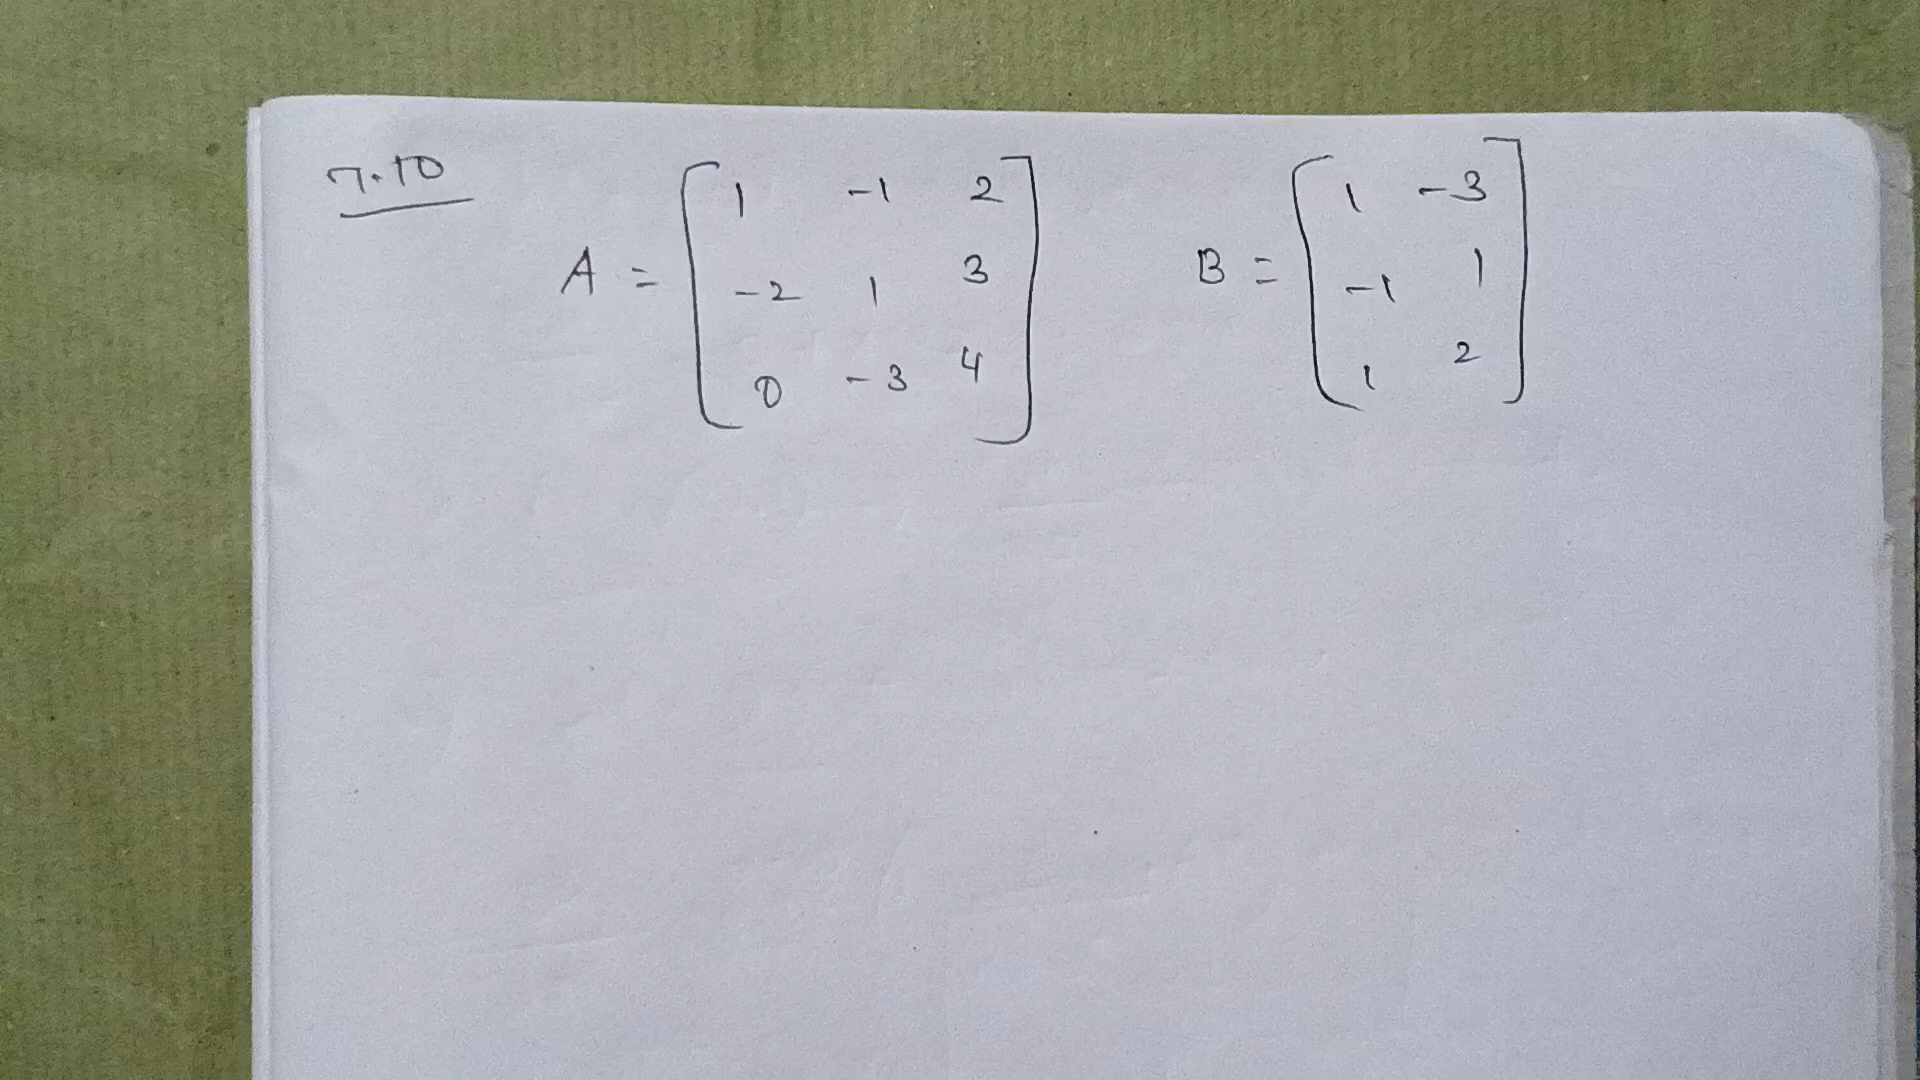 7.10
A = [ 1 -1 2
-2 1 3
0 -3 4 ]
B = [ 1 -3
-1 1
1 2 ]